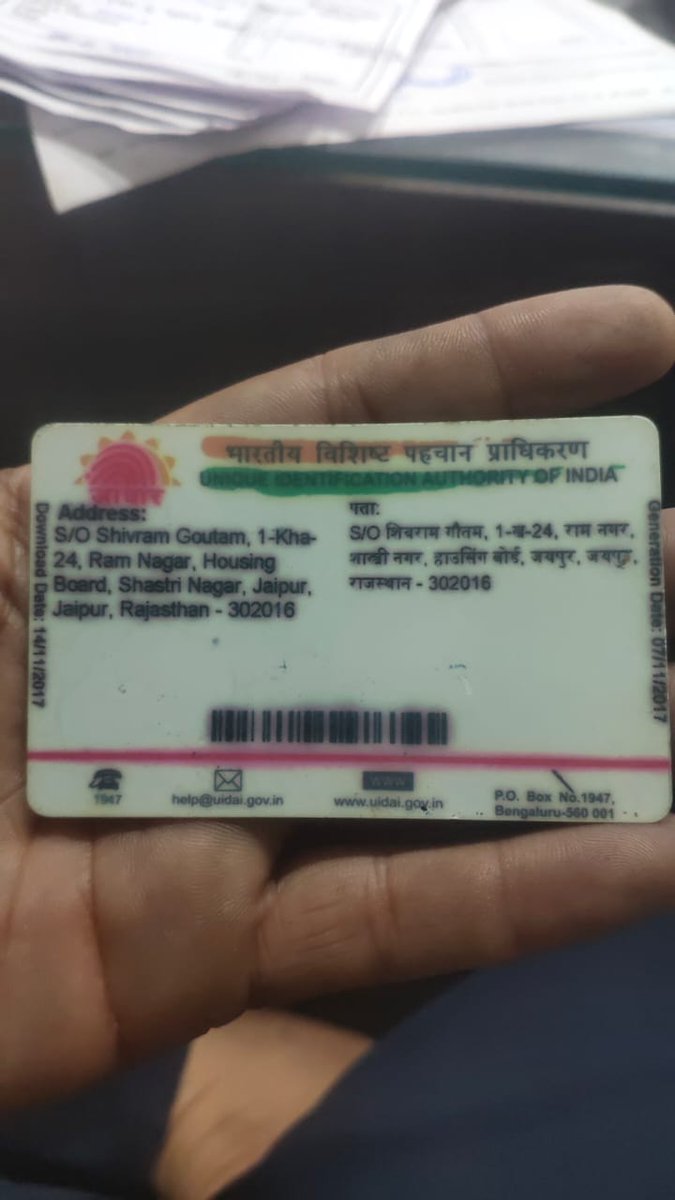 भारतीय विशिष्ट पहचान प्राधिकरण
UNIQUE IDENTIFICATION AUTHORITY OF INDIA
आधार
Address:
S/O Shivram Goutam, 1-Kha-
24, Ram Nagar, Housing
Board, Shastri Nagar, Jaipur,
Jaipur, Rajasthan - 302016
पता:
S/O शिवराम गौतम, 1-ख-24, राम नगर,
शास्त्री नगर, हाउसिंग बोर्ड, जयपुर, जयपुर,
राजस्थान - 302016
Download Date: 14/11/2017
Generation Date: 07/11/2017
1947
help@uidai.gov.in
www
www.uidai.gov.in
P.O. Box No.1947,
Bengaluru-560 001